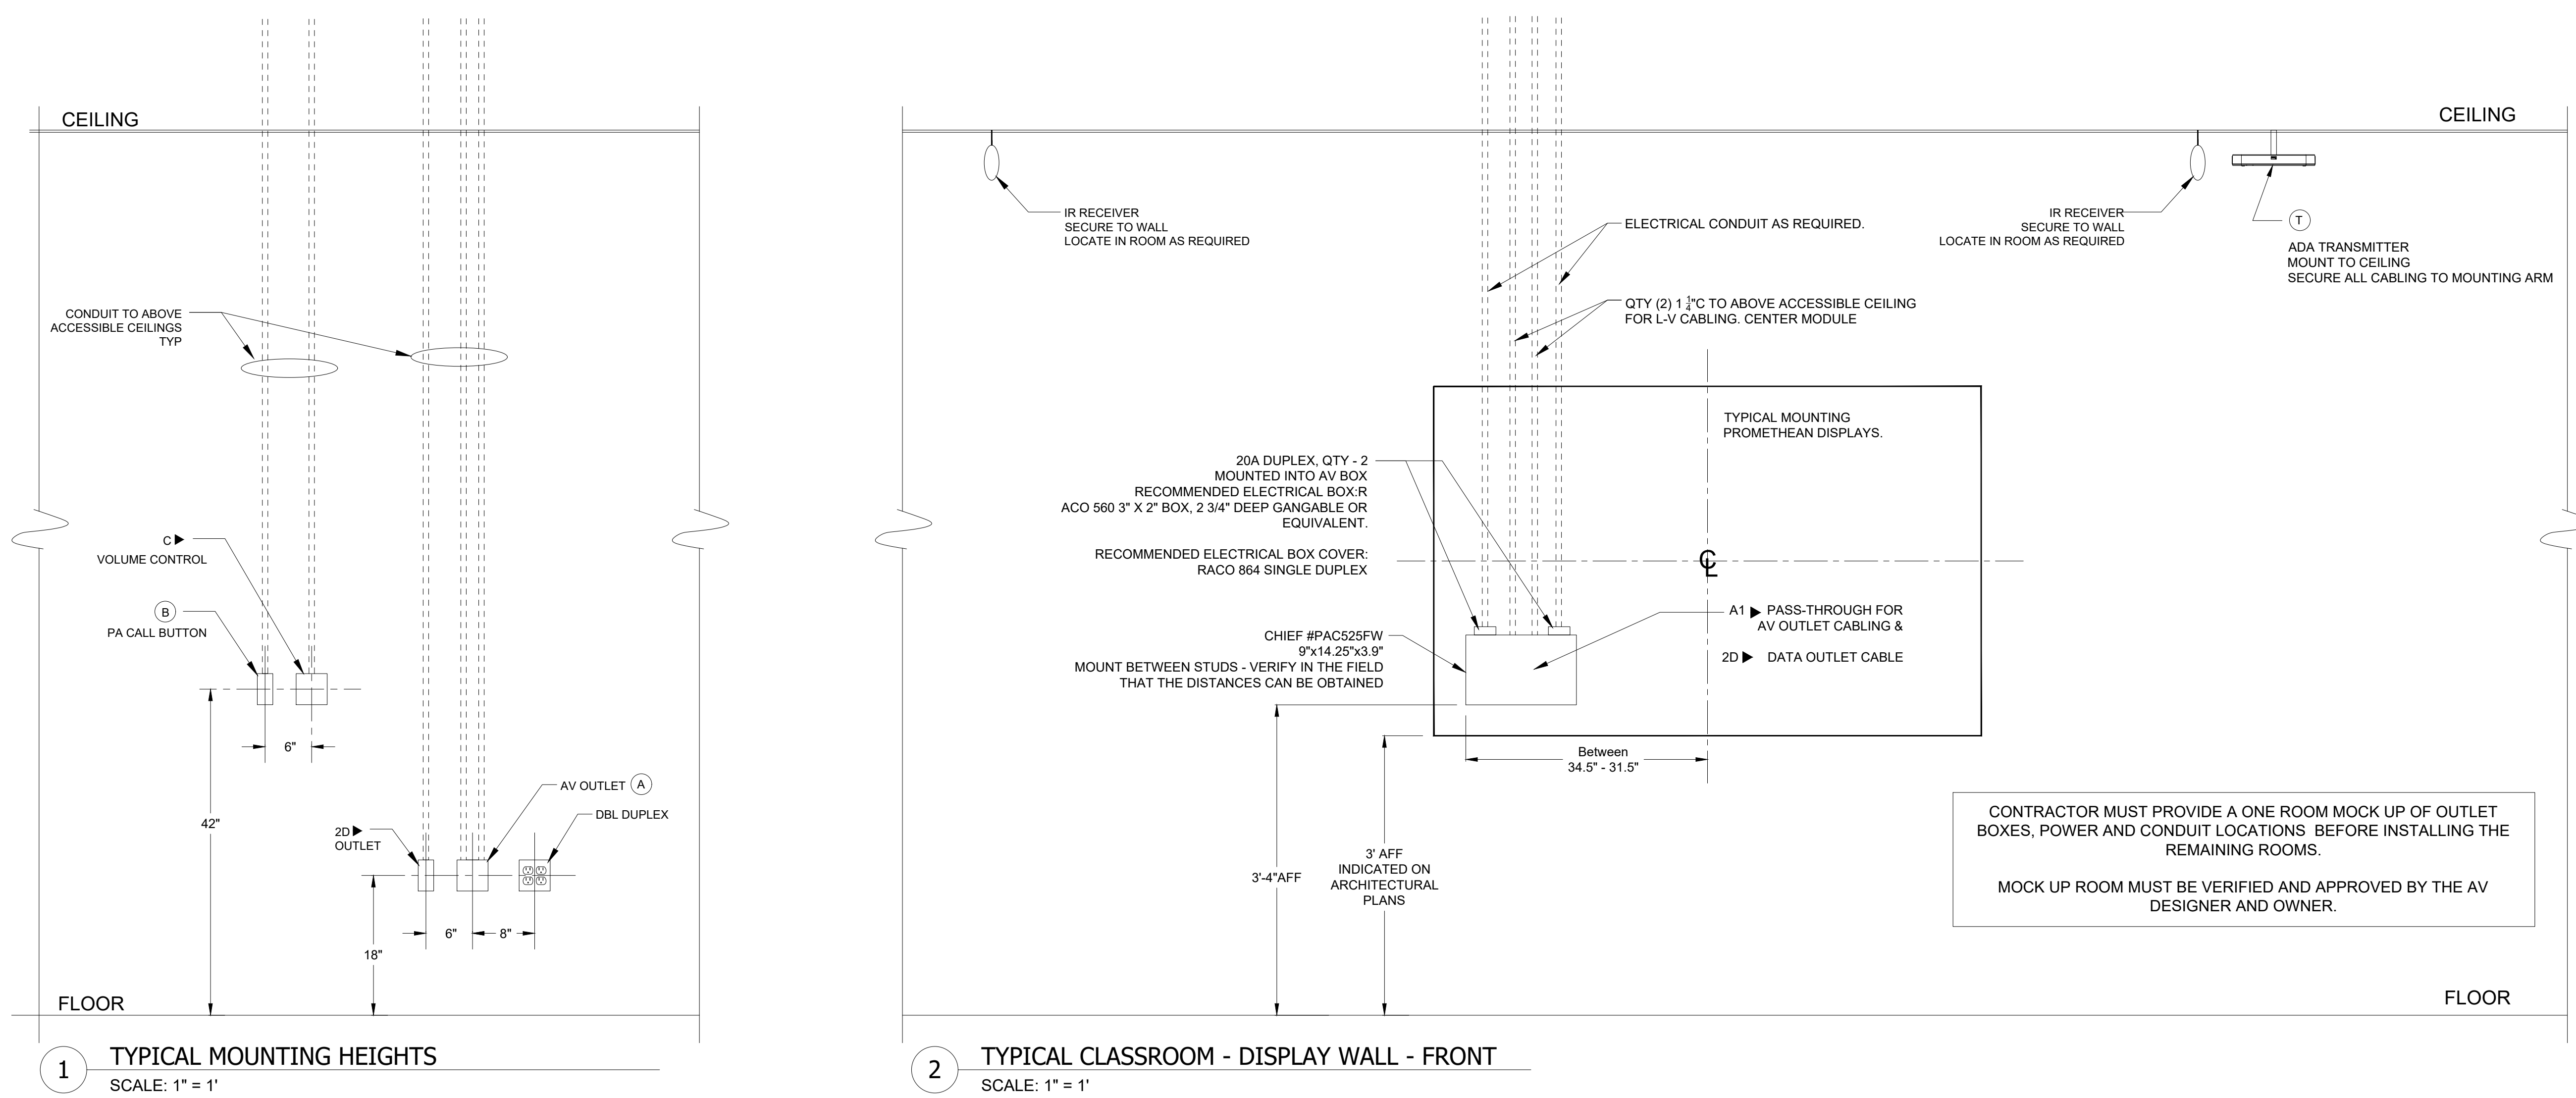 CEILING
CONDUIT TO ABOVE
ACCESSIBLE CEILINGS
TYP
C
VOLUME CONTROL
B
PA CALL BUTTON
6"
42"
AV OUTLET A
DBL DUPLEX
2D
OUTLET
6"
8"
18"
FLOOR
1
TYPICAL MOUNTING HEIGHTS
SCALE: 1" = 1'
CEILING
IR RECEIVER
SECURE TO WALL
LOCATE IN ROOM AS REQUIRED
ELECTRICAL CONDUIT AS REQUIRED.
IR RECEIVER
SECURE TO WALL
LOCATE IN ROOM AS REQUIRED
T
ADA TRANSMITTER
MOUNT TO CEILING
SECURE ALL CABLING TO MOUNTING ARM
QTY (2) 1 1/4"C TO ABOVE ACCESSIBLE CEILING
FOR L-V CABLING. CENTER MODULE
TYPICAL MOUNTING
PROMETHEAN DISPLAYS.
20A DUPLEX, QTY - 2
MOUNTED INTO AV BOX
RECOMMENDED ELECTRICAL BOX:R
ACO 560 3" X 2" BOX, 2 3/4" DEEP GANGABLE OR
EQUIVALENT.
RECOMMENDED ELECTRICAL BOX COVER:
RACO 864 SINGLE DUPLEX
CL
A1 PASS-THROUGH FOR
AV OUTLET CABLING &
2D DATA OUTLET CABLE
CHIEF #PAC525FW
9"x14.25"x3.9"
MOUNT BETWEEN STUDS - VERIFY IN THE FIELD
THAT THE DISTANCES CAN BE OBTAINED
Between
34.5" - 31.5"
3'-4"AFF
3' AFF
INDICATED ON
ARCHITECTURAL
PLANS
CONTRACTOR MUST PROVIDE A ONE ROOM MOCK UP OF OUTLET
BOXES, POWER AND CONDUIT LOCATIONS BEFORE INSTALLING THE
REMAINING ROOMS.
MOCK UP ROOM MUST BE VERIFIED AND APPROVED BY THE AV
DESIGNER AND OWNER.
FLOOR
2
TYPICAL CLASSROOM - DISPLAY WALL - FRONT
SCALE: 1" = 1'